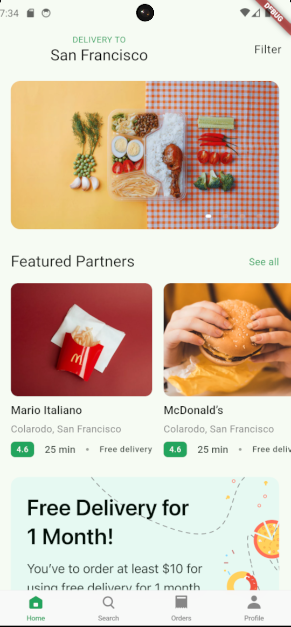 7:34
DEBUG
DELIVERY TO
San Francisco
Filter
Featured Partners
See all
Mario Italiano
McDonald's
Colarodo, San Francisco
Colarodo, San Francisco
4.6 25 min • Free delivery
4.6 25 min • Free deliv
Free Delivery for
1 Month!
You've to order at least $10 for
using free delivery for 1 month.
Home
Search
Orders
Profile